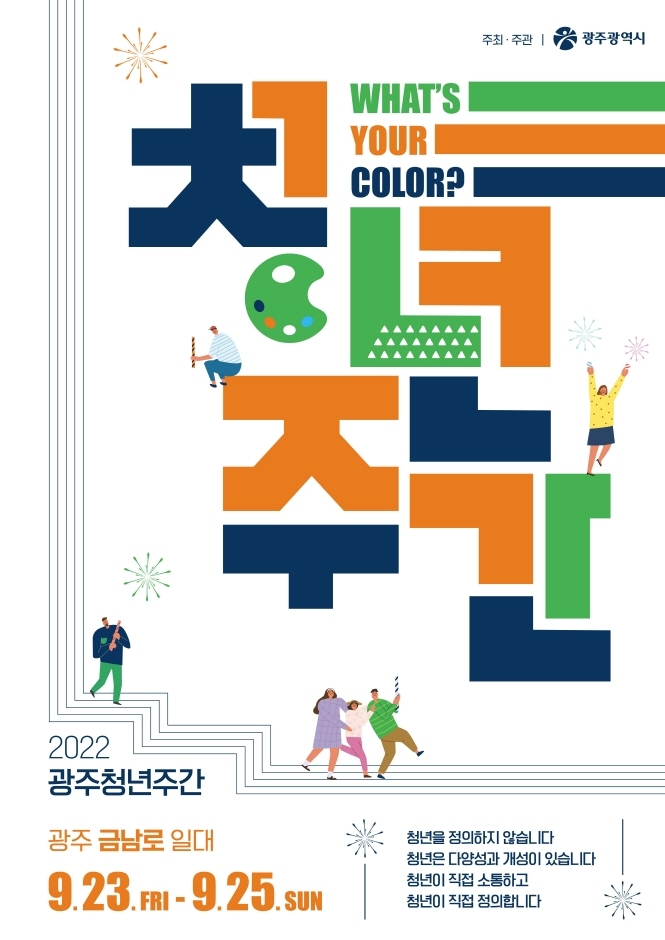 주최·주관 | 광주광역시
WHAT'S
YOUR
COLOR?
청년
주간
2022
광주청년주간
광주 금남로 일대
9.23. FRI - 9.25. SUN
청년을 정의하지 않습니다
청년은 다양성과 개성이 있습니다
청년이 직접 소통하고
청년이 직접 정의합니다